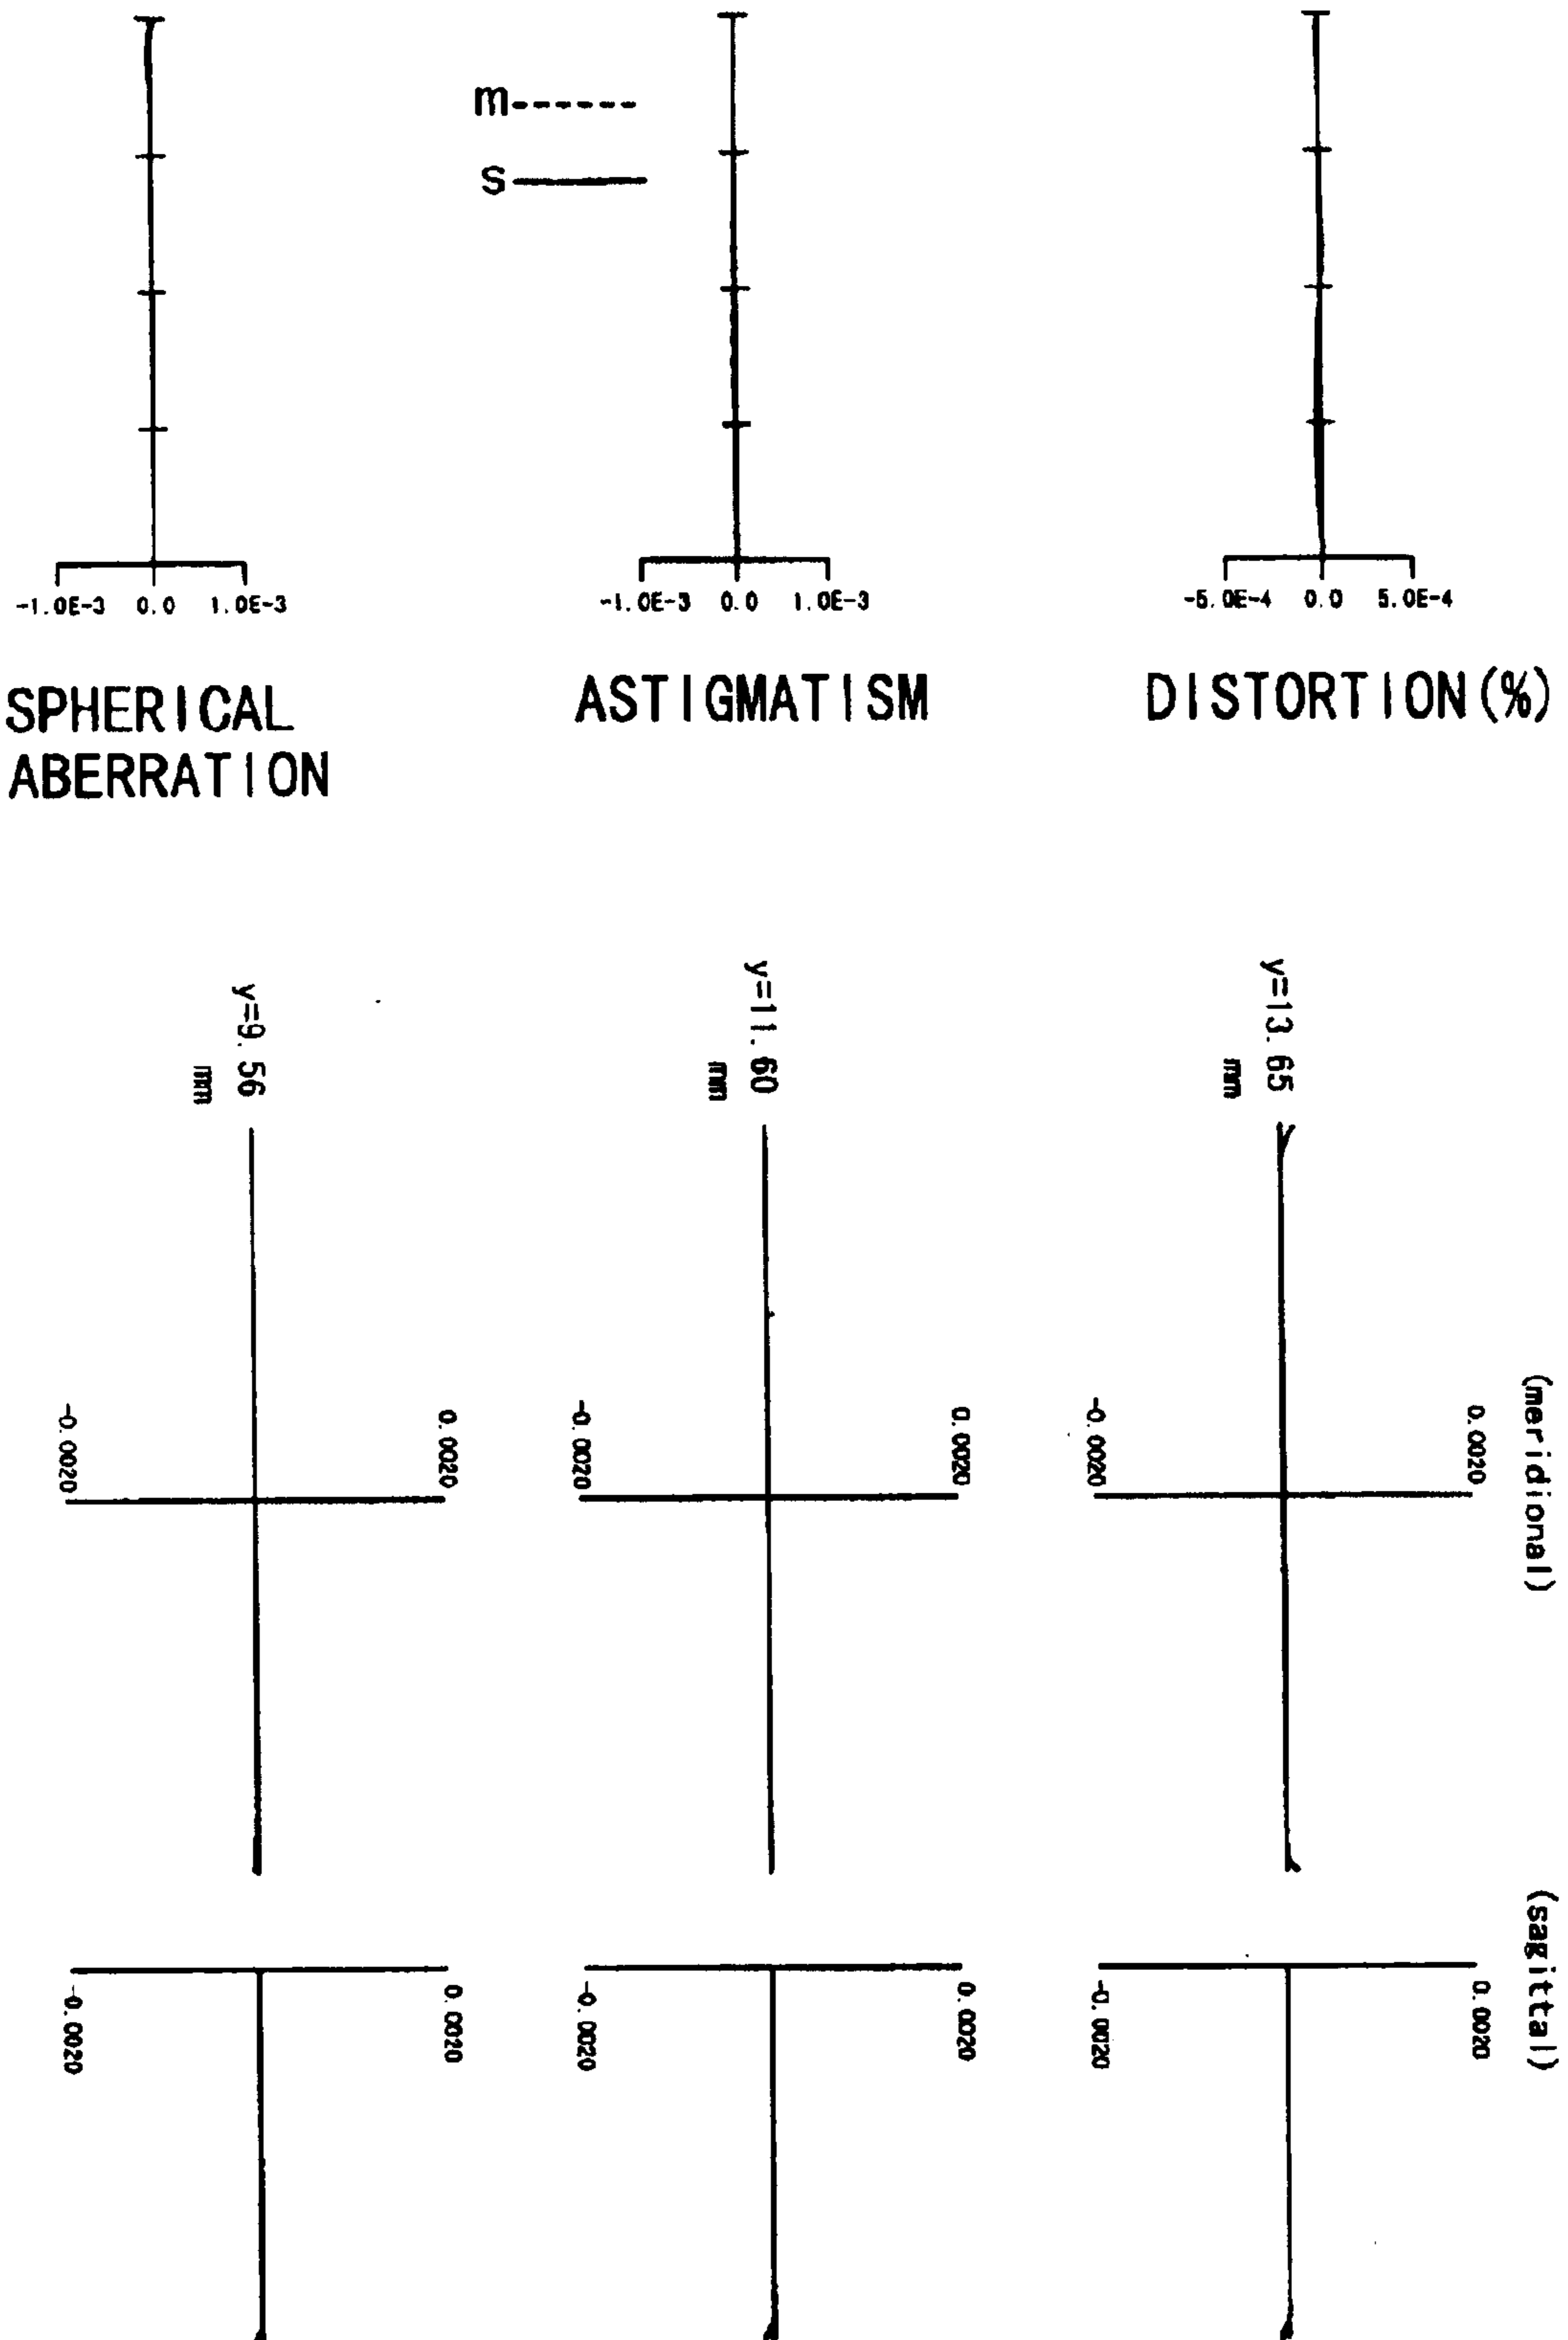 m
s
-1.0E-3 0.0 1.0E-3
-1.0E-3 0.0 1.0E-3
-5.0E-4 0.0 5.0E-4
SPHERICAL
ABERRATION
ASTIGMATISM
DISTORTION(%)
y=9.56
mm
y=11.60
mm
y=13.65
mm
(meridional)
-0.0020
0.0020
-0.0020
0.0020
-0.0020
0.0020
(sagittal)
-0.0020
0.0020
-0.0020
0.0020
-0.0020
0.0020